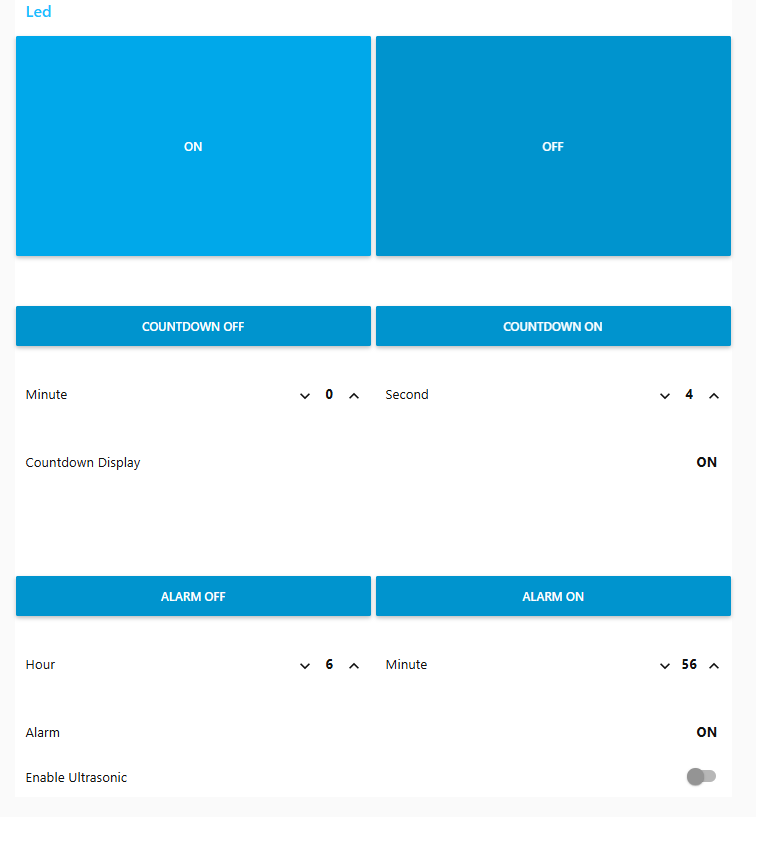 Led
ON OFF
COUNTDOWN OFF COUNTDOWN ON
Minute 0 Second 4
Countdown Display ON
ALARM OFF ALARM ON
Hour 6 Minute 56
Alarm ON
Enable Ultrasonic